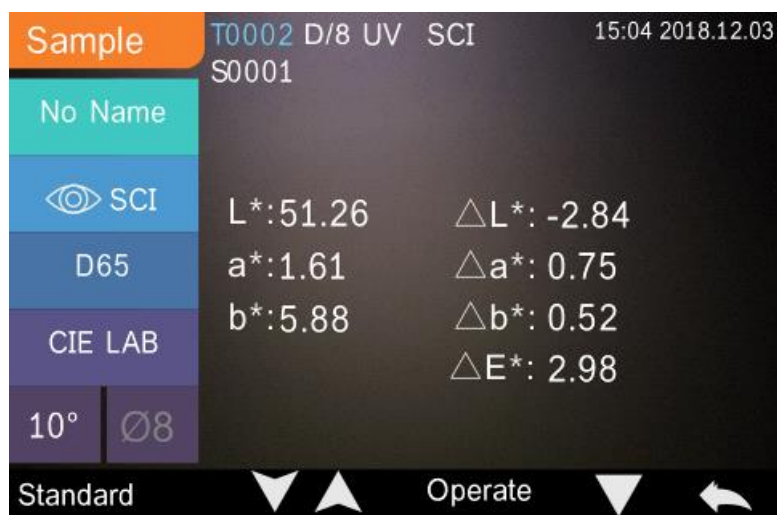 Sample
T0002 D/8 UV SCI
15:04 2018.12.03
S0001
No Name
SCI
D65
CIE LAB
10° Ø8
L*:51.26
a*:1.61
b*:5.88
△L*: -2.84
△a*: 0.75
△b*: 0.52
△E*: 2.98
Standard
Operate